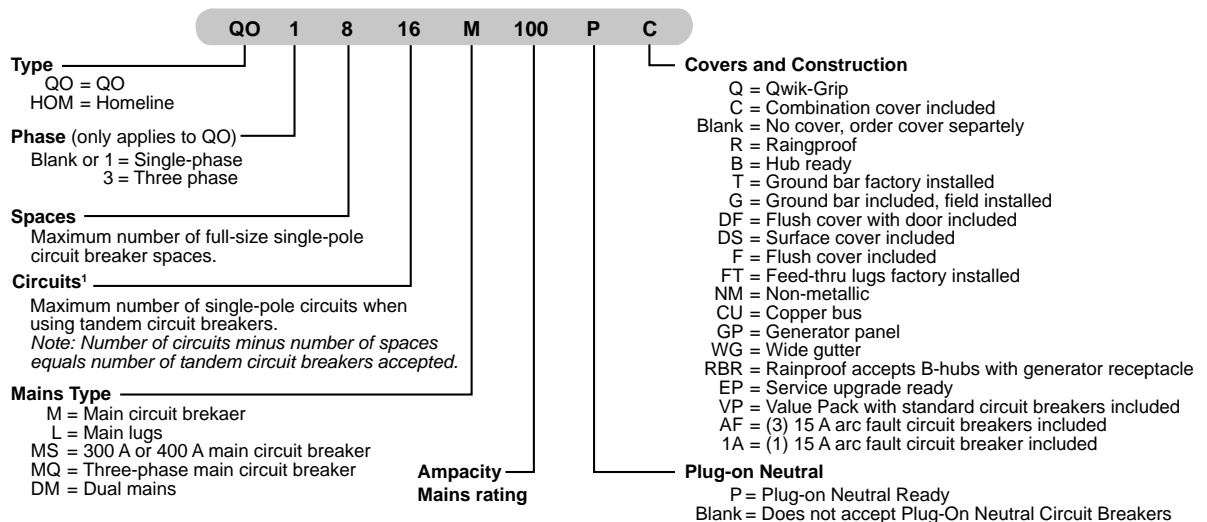 QO 1 8 16 M 100 P C
Type
QO = QO
HOM = Homeline
Phase (only applies to QO)
Blank or 1 = Single-phase
3 = Three phase
Spaces
Maximum number of full-size single-pole
circuit breaker spaces.
Circuits¹
Maximum number of single-pole circuits when
using tandem circuit breakers.
Note: Number of circuits minus number of spaces
equals number of tandem circuit breakers accepted.
Mains Type
M = Main circuit brekaer
L = Main lugs
MS = 300 A or 400 A main circuit breaker
MQ = Three-phase main circuit breaker
DM = Dual mains
Ampacity
Mains rating
Covers and Construction
Q = Qwik-Grip
C = Combination cover included
Blank = No cover, order cover separtely
R = Raingproof
B = Hub ready
T = Ground bar factory installed
G = Ground bar included, field installed
DF = Flush cover with door included
DS = Surface cover included
F = Flush cover included
FT = Feed-thru lugs factory installed
NM = Non-metallic
CU = Copper bus
GP = Generator panel
WG = Wide gutter
RBR = Rainproof accepts B-hubs with generator receptacle
EP = Service upgrade ready
VP = Value Pack with standard circuit breakers included
AF = (3) 15 A arc fault circuit breakers included
1A = (1) 15 A arc fault circuit breaker included
Plug-on Neutral
P = Plug-on Neutral Ready
Blank = Does not accept Plug-On Neutral Circuit Breakers